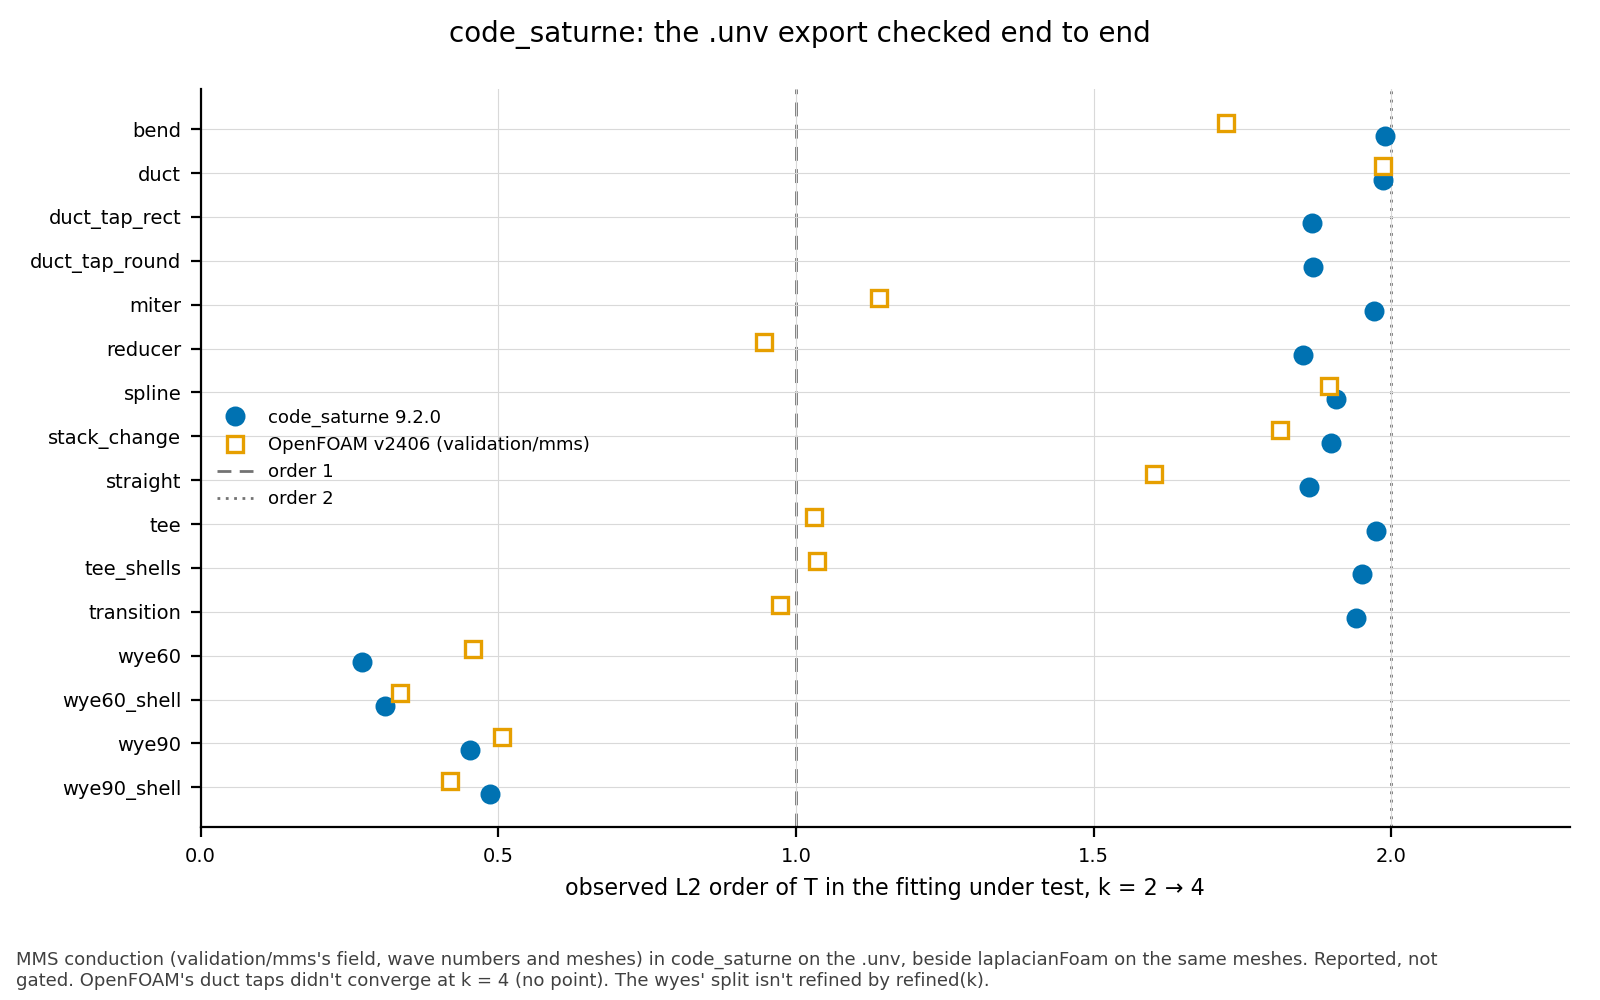 code_saturne: the .unv export checked end to end
bend
duct
duct_tap_rect
duct_tap_round
miter
reducer
spline
stack_change
straight
tee
tee_shells
transition
wye60
wye60_shell
wye90
wye90_shell
code_saturne 9.2.0
OpenFOAM v2406 (validation/mms)
order 1
order 2
0.0 0.5 1.0 1.5 2.0
observed L2 order of T in the fitting under test, k = 2 → 4
MMS conduction (validation/mms's field, wave numbers and meshes) in code_saturne on the .unv, beside laplacianFoam on the same meshes. Reported, not
gated. OpenFOAM's duct taps didn't converge at k = 4 (no point). The wyes' split isn't refined by refined(k).